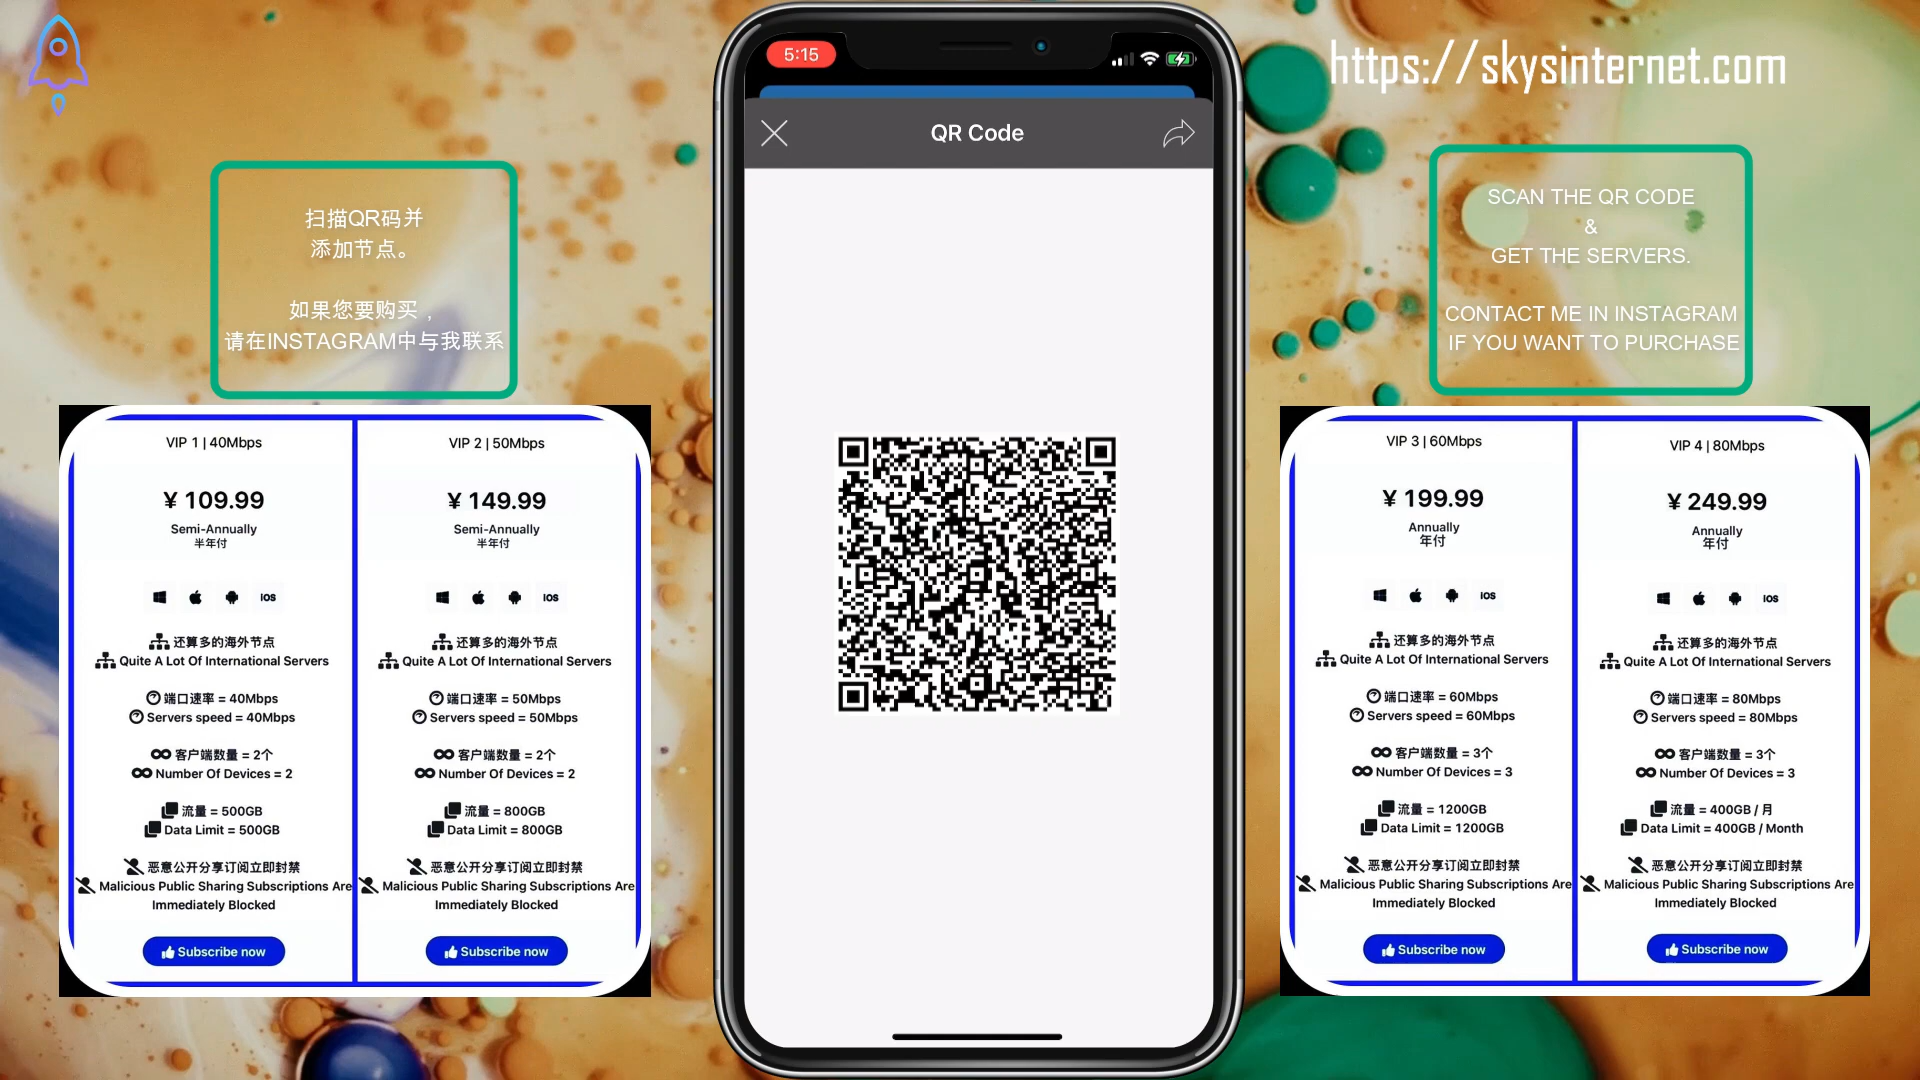 https://skysinternet.com
5:15
QR Code
扫描QR码并
添加节点。
如果您要购买，
请在INSTAGRAM中与我联系
SCAN THE QR CODE
&
GET THE SERVERS.
CONTACT ME IN INSTAGRAM
IF YOU WANT TO PURCHASE
VIP 1 | 40Mbps
¥ 109.99
Semi-Annually
半年付
iOS
还算多的海外节点
Quite A Lot Of International Servers
端口速率 = 40Mbps
Servers speed = 40Mbps
客户端数量 = 2个
Number Of Devices = 2
流量 = 500GB
Data Limit = 500GB
恶意公开分享订阅立即封禁
Malicious Public Sharing Subscriptions Are
Immediately Blocked
Subscribe now
VIP 2 | 50Mbps
¥ 149.99
Semi-Annually
半年付
iOS
还算多的海外节点
Quite A Lot Of International Servers
端口速率 = 50Mbps
Servers speed = 50Mbps
客户端数量 = 2个
Number Of Devices = 2
流量 = 800GB
Data Limit = 800GB
恶意公开分享订阅立即封禁
Malicious Public Sharing Subscriptions Are
Immediately Blocked
Subscribe now
VIP 3 | 60Mbps
¥ 199.99
Annually
年付
iOS
还算多的海外节点
Quite A Lot Of International Servers
端口速率 = 60Mbps
Servers speed = 60Mbps
客户端数量 = 3个
Number Of Devices = 3
流量 = 1200GB
Data Limit = 1200GB
恶意公开分享订阅立即封禁
Malicious Public Sharing Subscriptions Are
Immediately Blocked
Subscribe now
VIP 4 | 80Mbps
¥ 249.99
Annually
年付
iOS
还算多的海外节点
Quite A Lot Of International Servers
端口速率 = 80Mbps
Servers speed = 80Mbps
客户端数量 = 3个
Number Of Devices = 3
流量 = 400GB / 月
Data Limit = 400GB / Month
恶意公开分享订阅立即封禁
Malicious Public Sharing Subscriptions Are
Immediately Blocked
Subscribe now